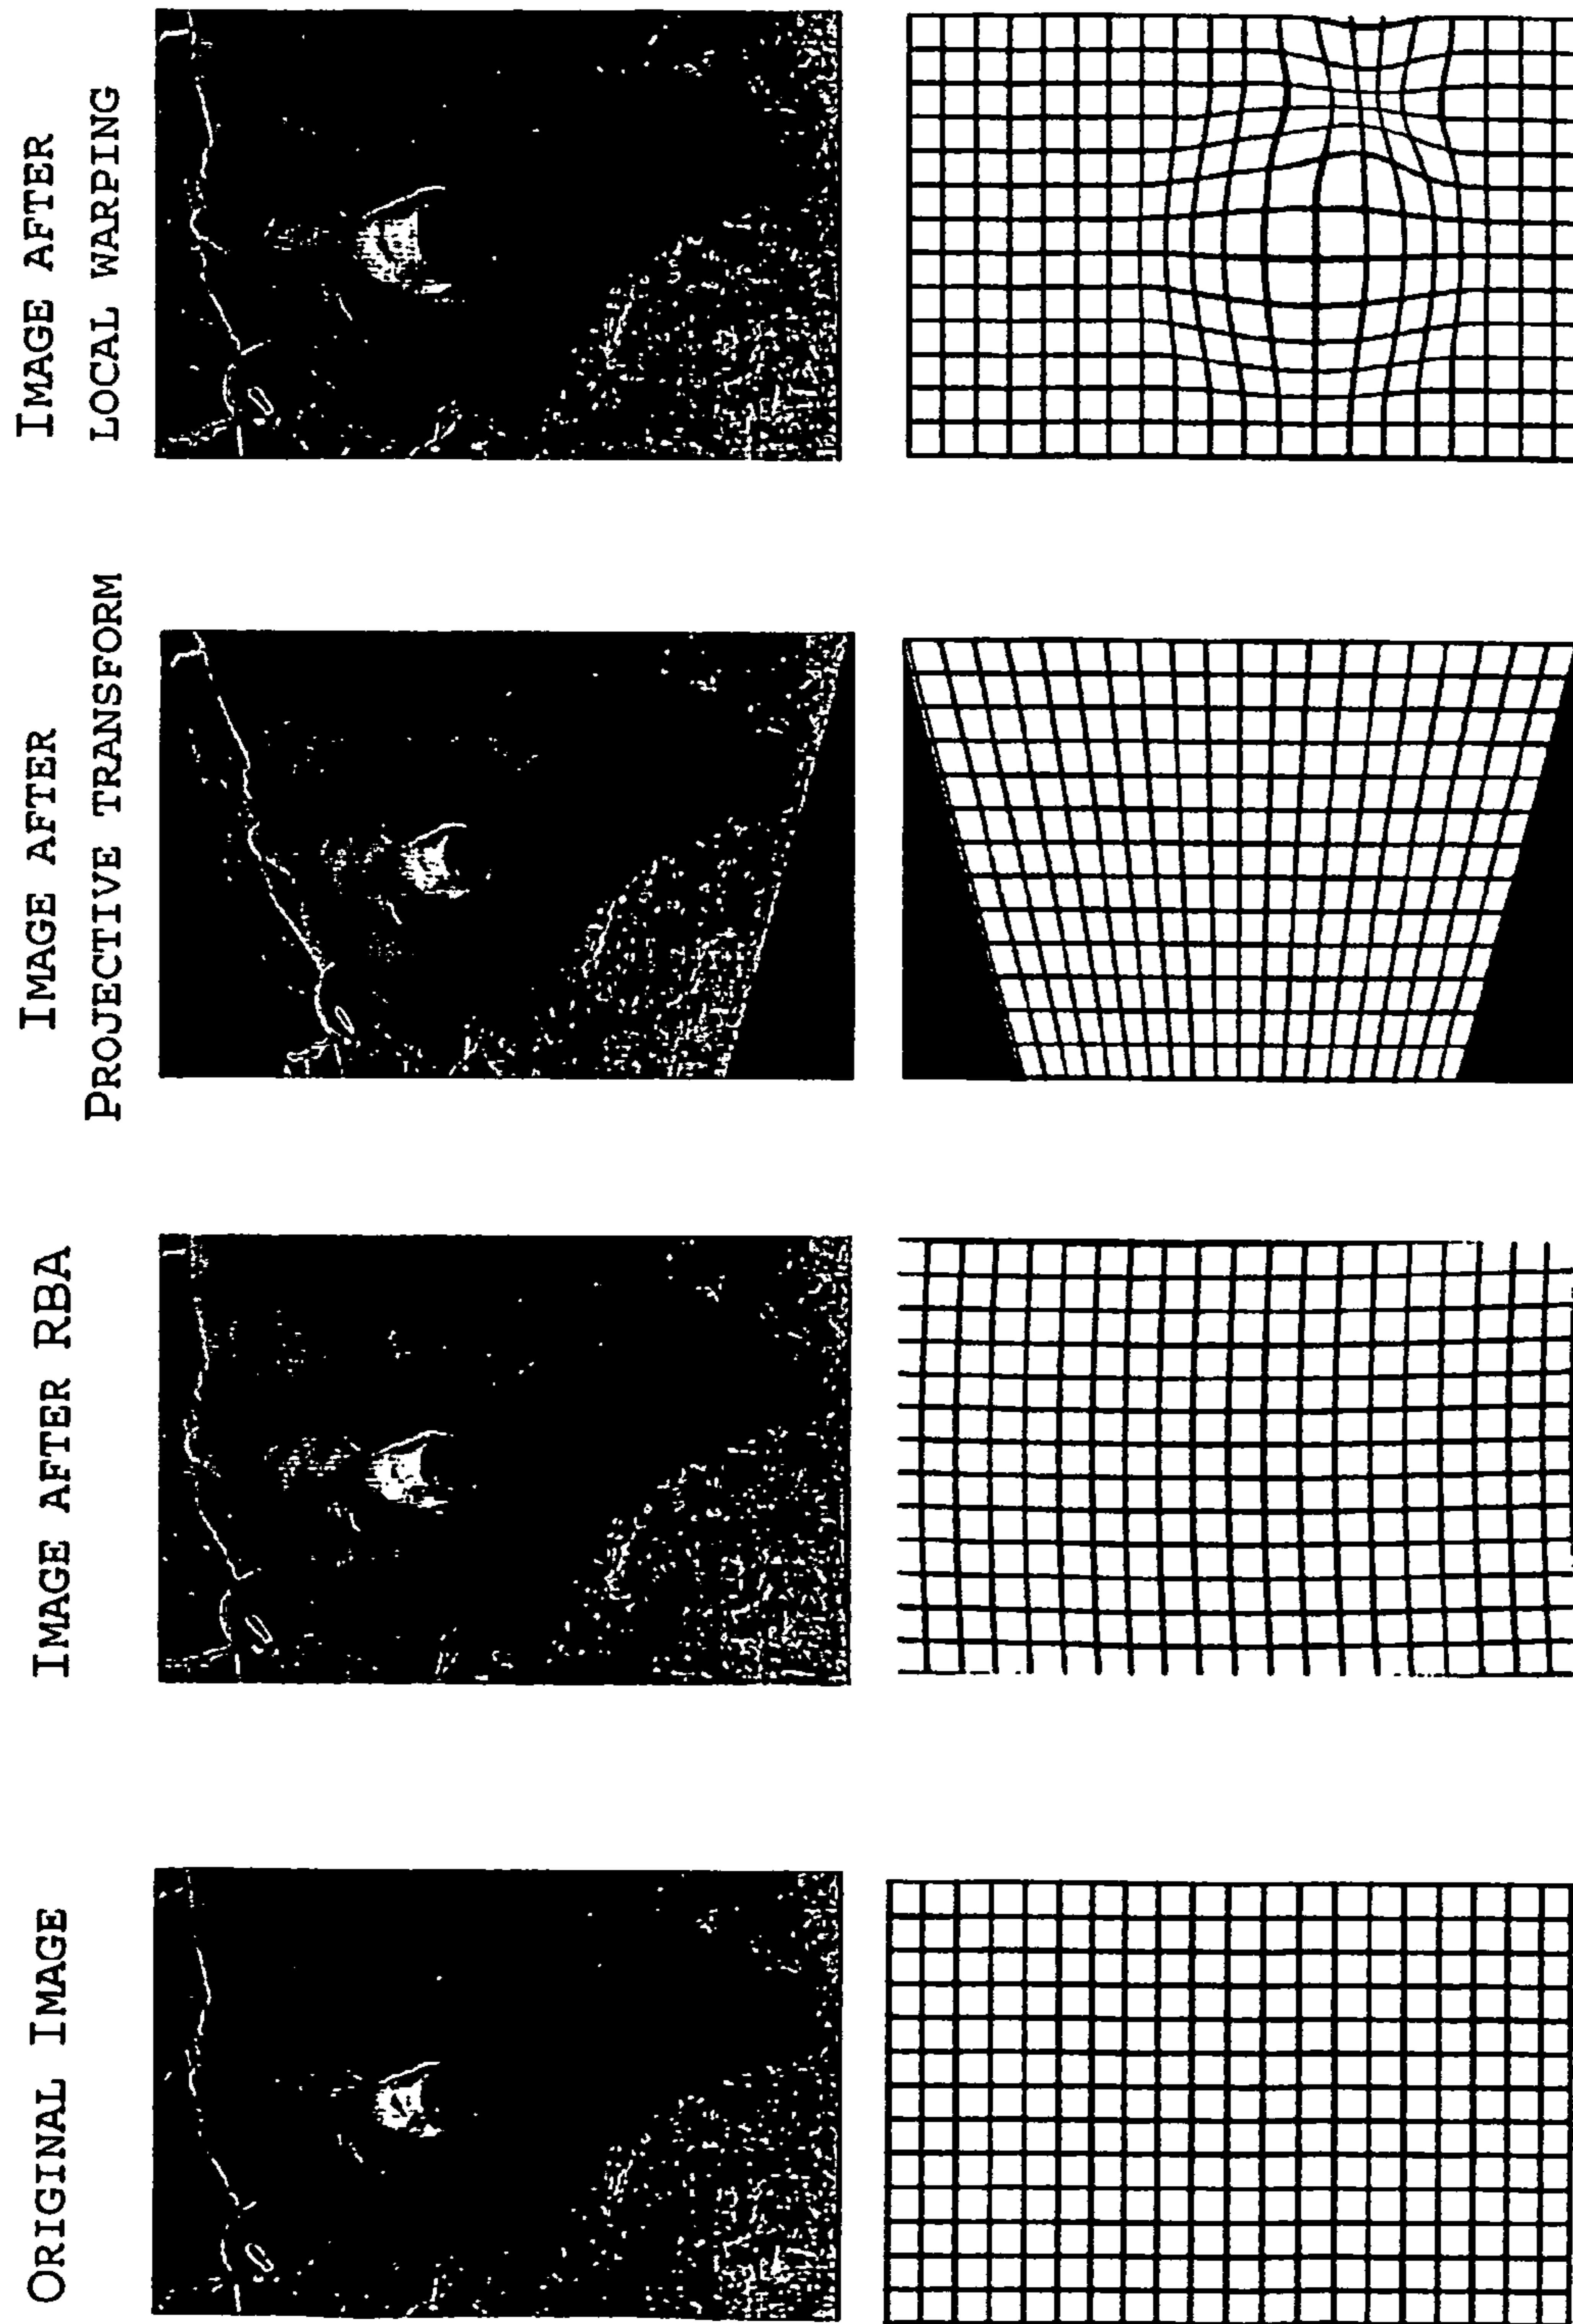 ORIGINAL IMAGE
IMAGE AFTER RBA
IMAGE AFTER
PROJECTIVE TRANSFORM
IMAGE AFTER
LOCAL WARPING